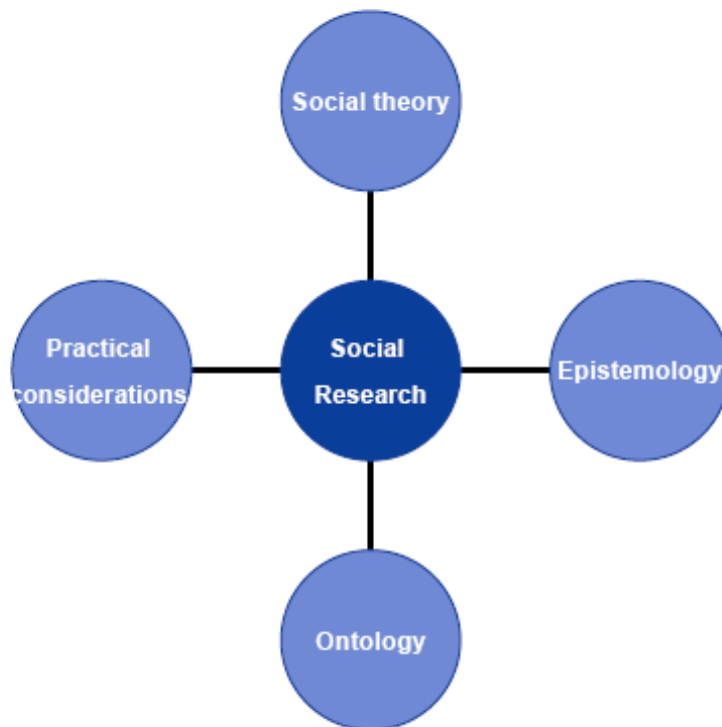 Social theory
Practical
considerations
Social
Research
Epistemology
Ontology